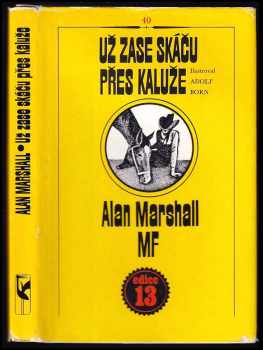 ALAN MARSHALL • UŽ ZASE SKÁČU PŘES KALUŽE
40
UŽ ZASE SKÁČU
PŘES KALUŽE
Ilustroval
ADOLF
BORN
Alan Marshall
MF
edice
13